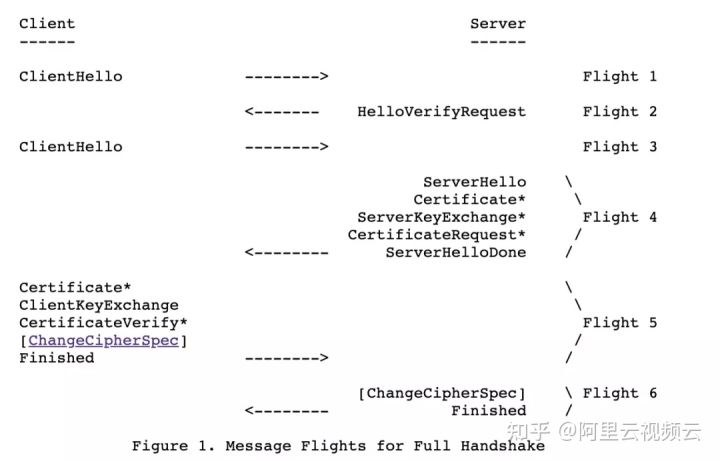 Client Server
------ ------
ClientHello --------> Flight 1
<------- HelloVerifyRequest Flight 2
ClientHello --------> Flight 3
ServerHello \
Certificate* \
ServerKeyExchange* Flight 4
CertificateRequest* /
<-------- ServerHelloDone /
Certificate* \
ClientKeyExchange \
CertificateVerify* Flight 5
[ChangeCipherSpec] /
Finished --------> /
[ChangeCipherSpec] \ Flight 6
<-------- Finished /
知乎 @阿里云视频云
Figure 1. Message Flights for Full Handshake